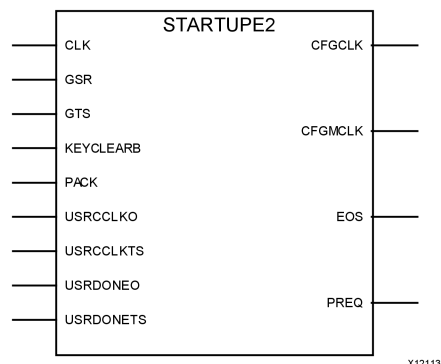 STARTUPE2
CLK
GSR
GTS
KEYCLEARB
PACK
USRCCLKO
USRCCLKTS
USRDONEO
USRDONETS
CFGCLK
CFGMCLK
EOS
PREQ
X12113